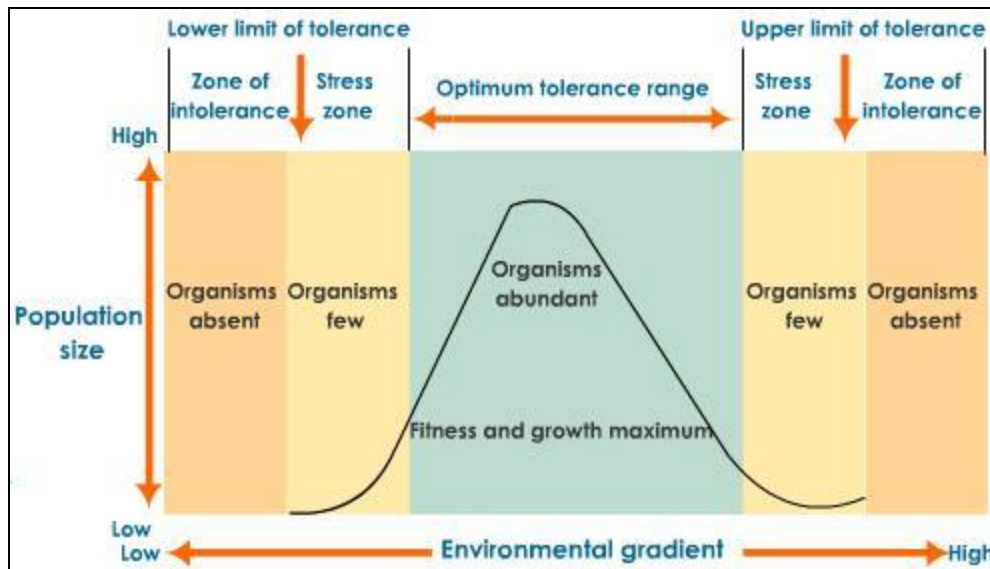 Lower limit of tolerance
Upper limit of tolerance
Zone of
intolerance
Stress
zone
Optimum tolerance range
Stress
zone
Zone of
intolerance
High
Population
size
Organisms
absent
Organisms
few
Organisms
abundant
Organisms
few
Organisms
absent
Fitness and growth maximum
Low
Low
Environmental gradient
High